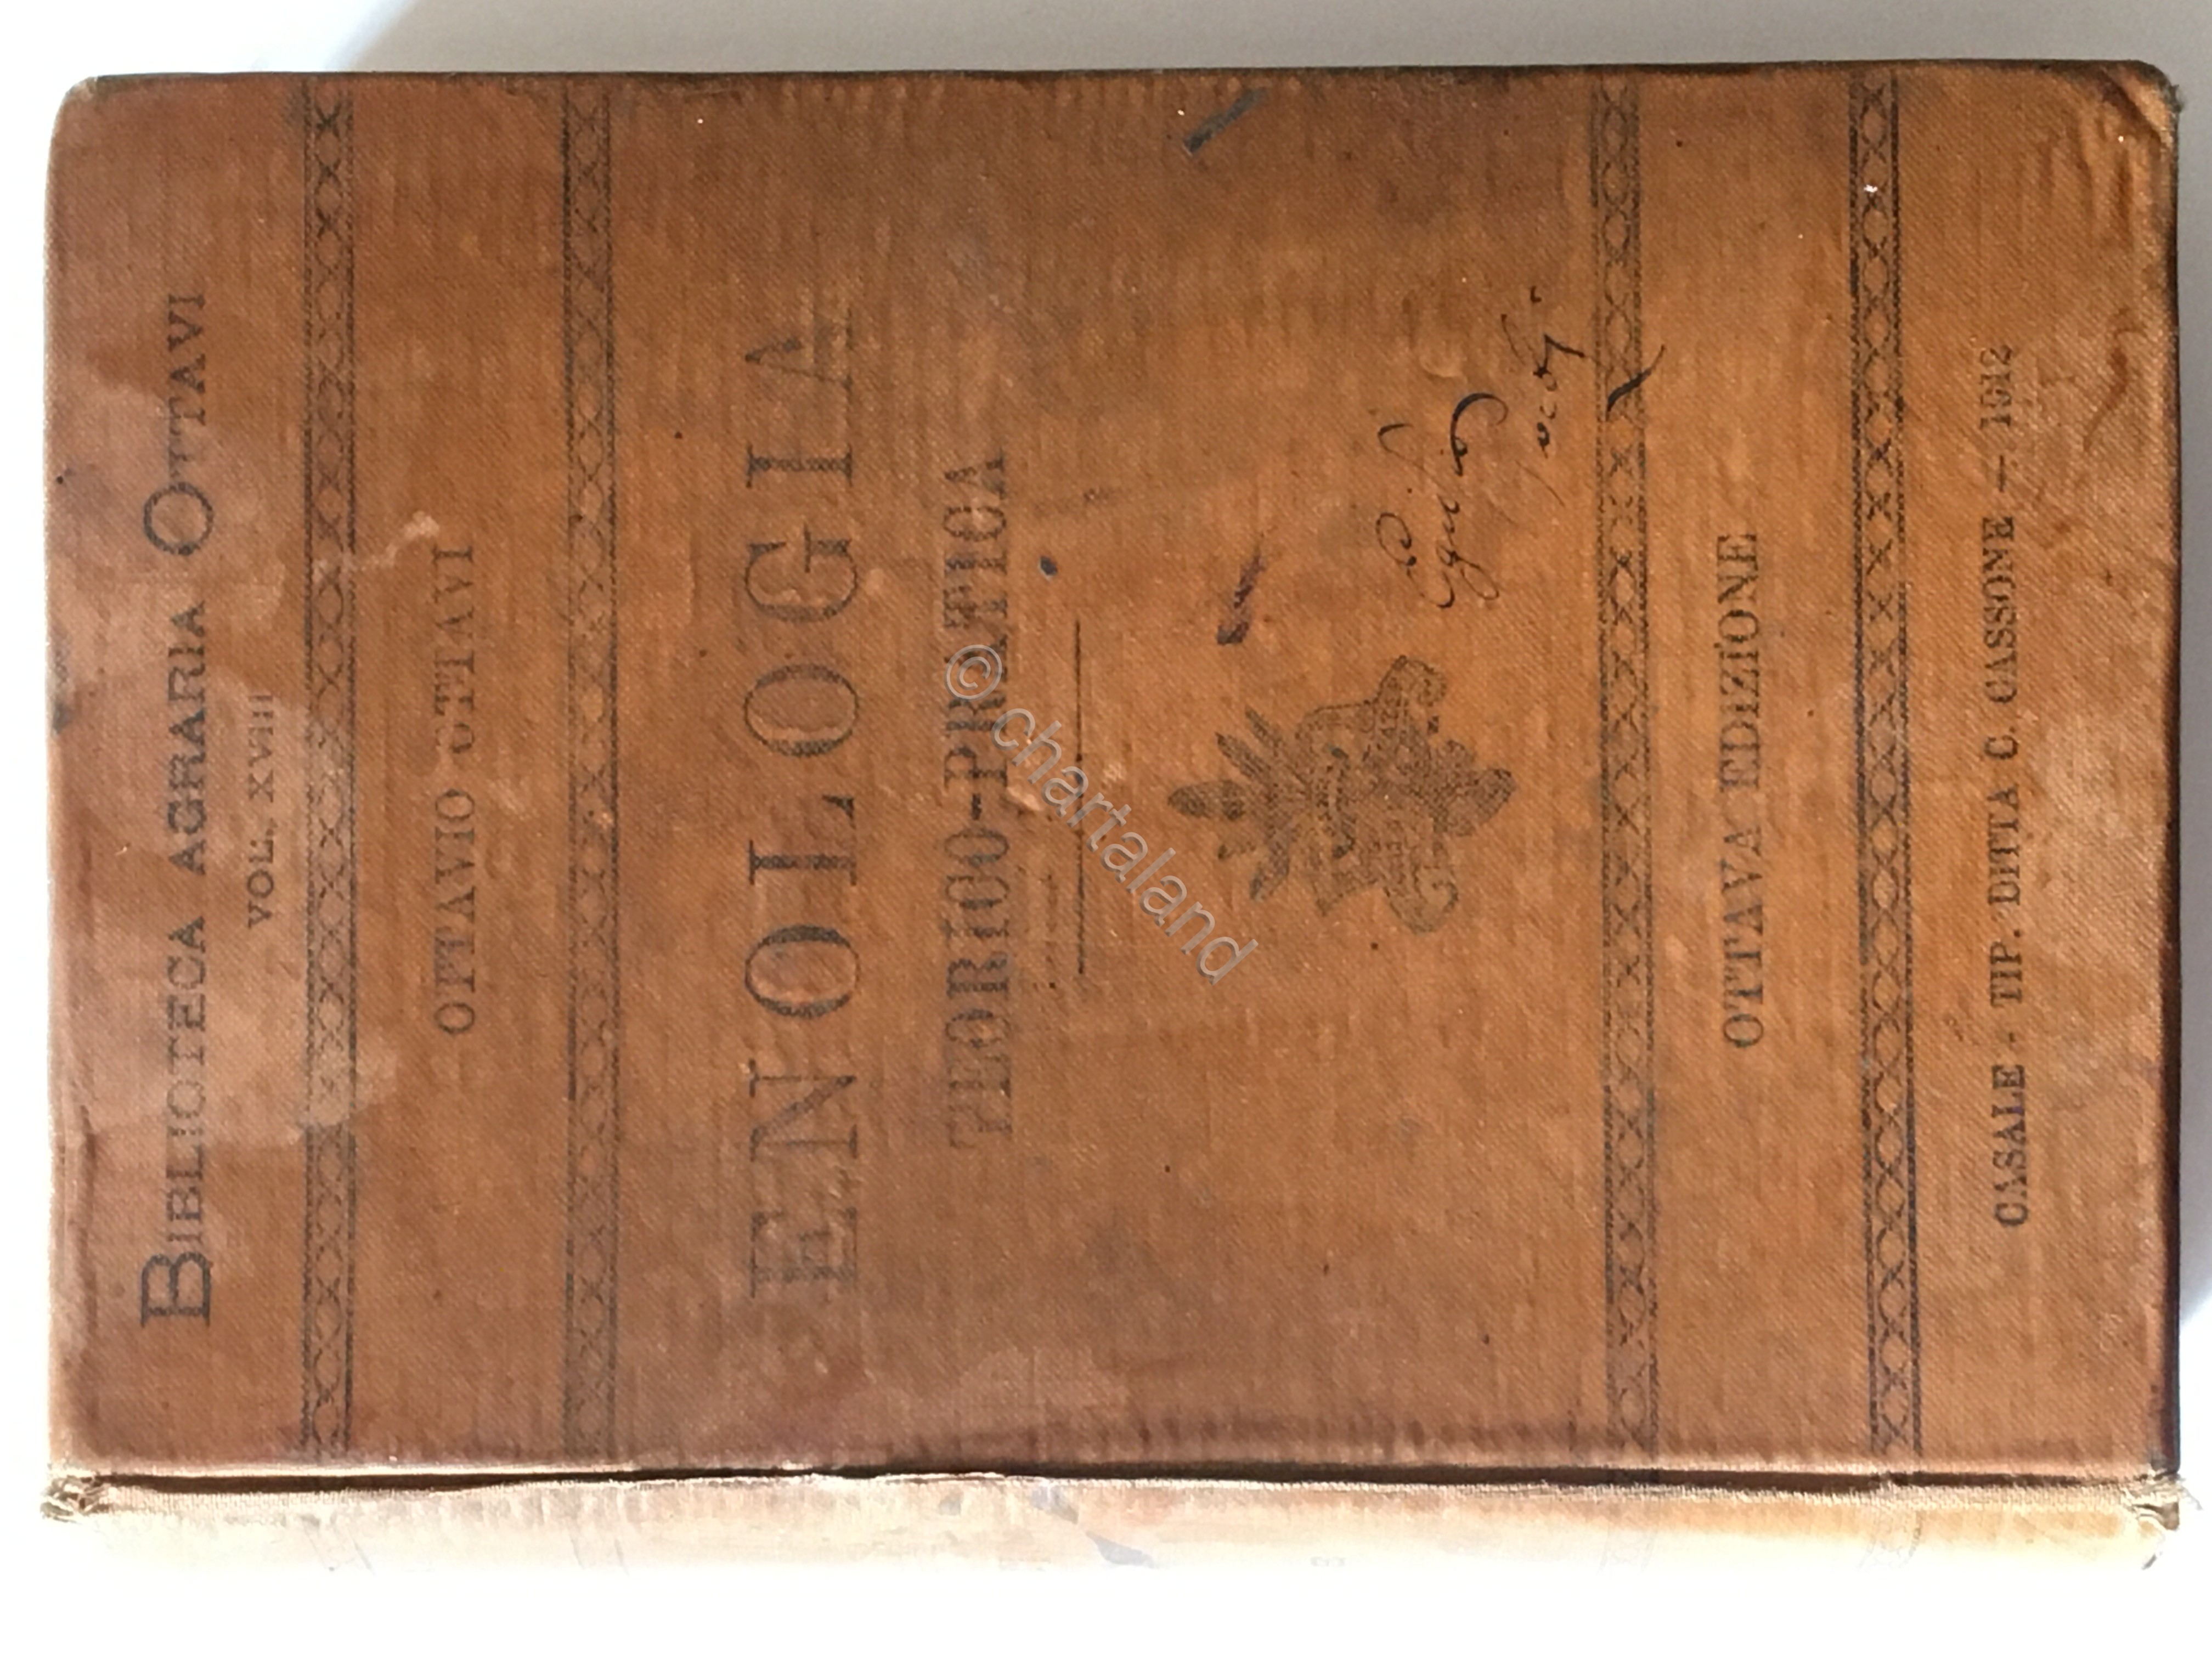 BIBLIOTECA AGRARIA OTTAVI
VOL. XVIII
OTTAVIO OTTAVI
ENOLOGIA
TEORICO-PRATICA
OTTAVA EDIZIONE
CASALE - TIP. DITTA C. CASSONE - 1912
© chartaland